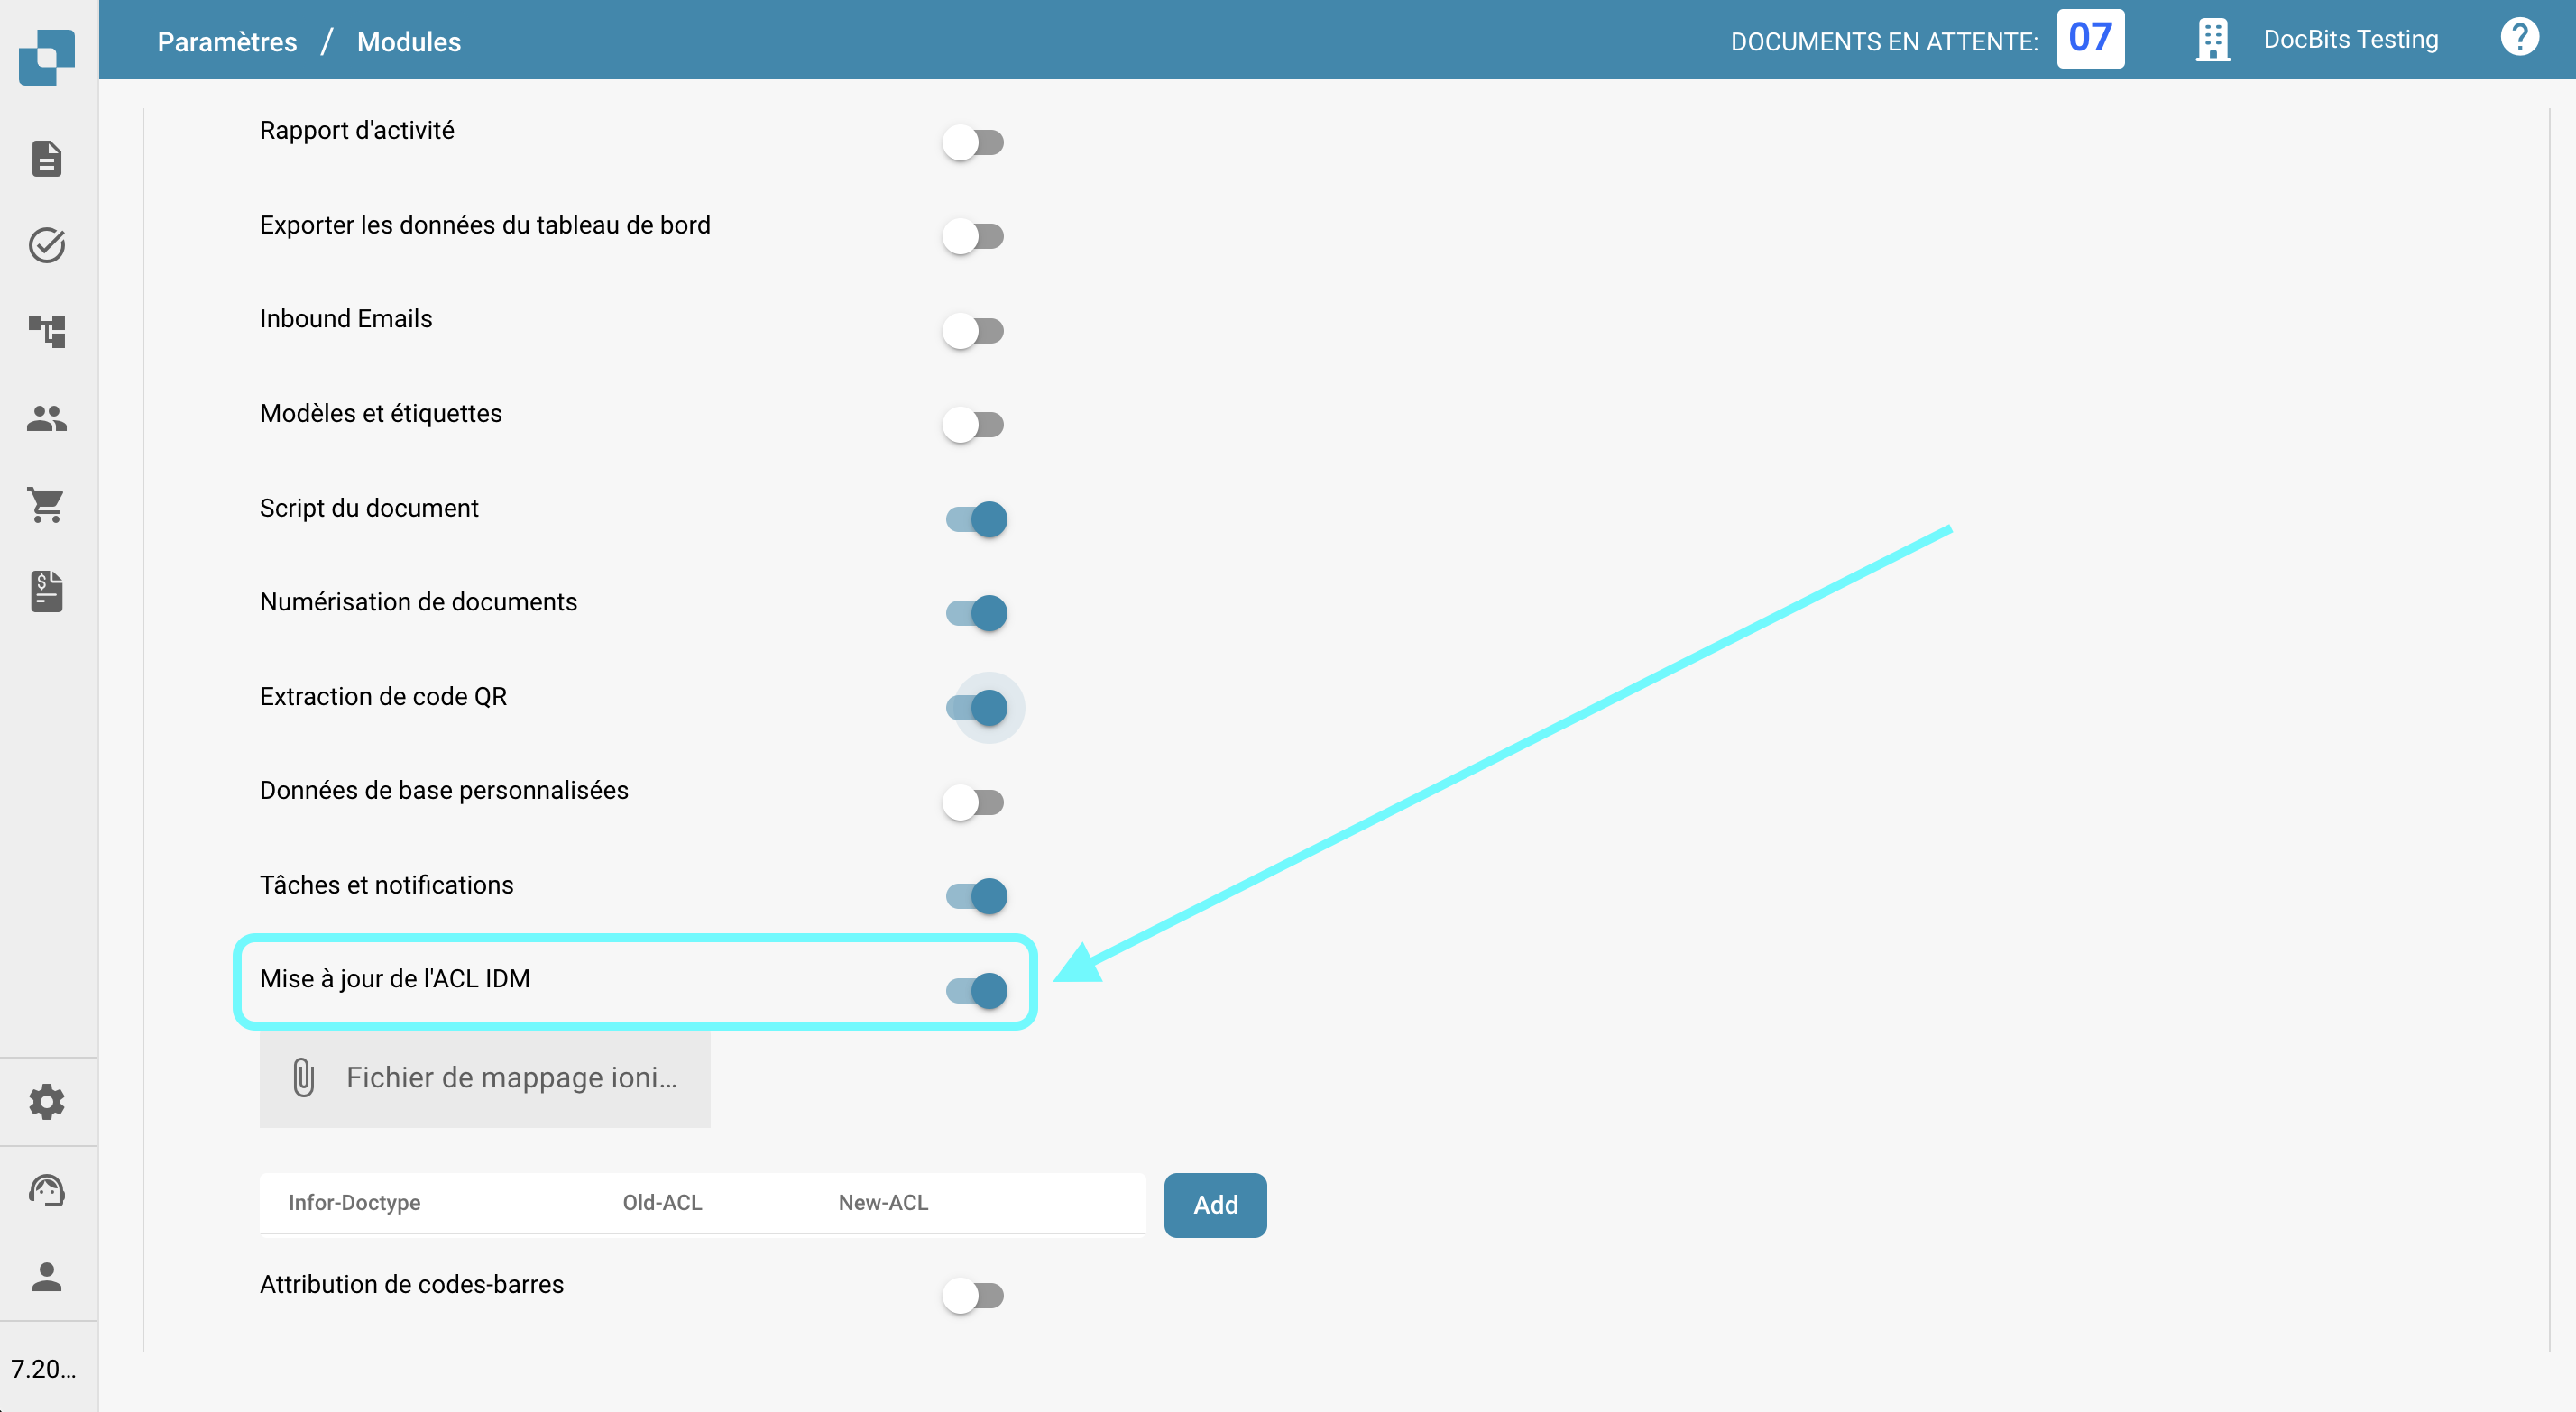 Paramètres / Modules
DOCUMENTS EN ATTENTE: 07
DocBits Testing
?
Rapport d'activité
Exporter les données du tableau de bord
Inbound Emails
Modèles et étiquettes
Script du document
Numérisation de documents
Extraction de code QR
Données de base personnalisées
Tâches et notifications
Mise à jour de l'ACL IDM
Fichier de mappage ioni...
Infor-Doctype Old-ACL New-ACL
Add
Attribution de codes-barres
7.20...